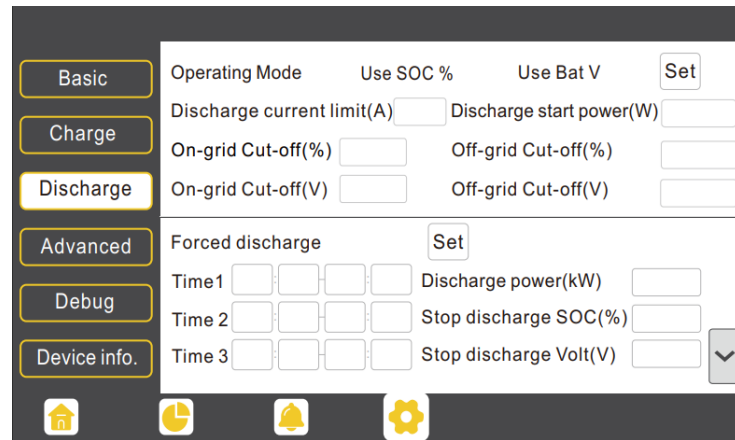 Basic
Charge
Discharge
Advanced
Debug
Device info.
Operating Mode Use SOC % Use Bat V Set
Discharge current limit(A) Discharge start power(W)
On-grid Cut-off(%) Off-grid Cut-off(%)
On-grid Cut-off(V) Off-grid Cut-off(V)
Forced discharge Set
Time1 : - : Discharge power(kW)
Time 2 : - : Stop discharge SOC(%)
Time 3 : - : Stop discharge Volt(V)